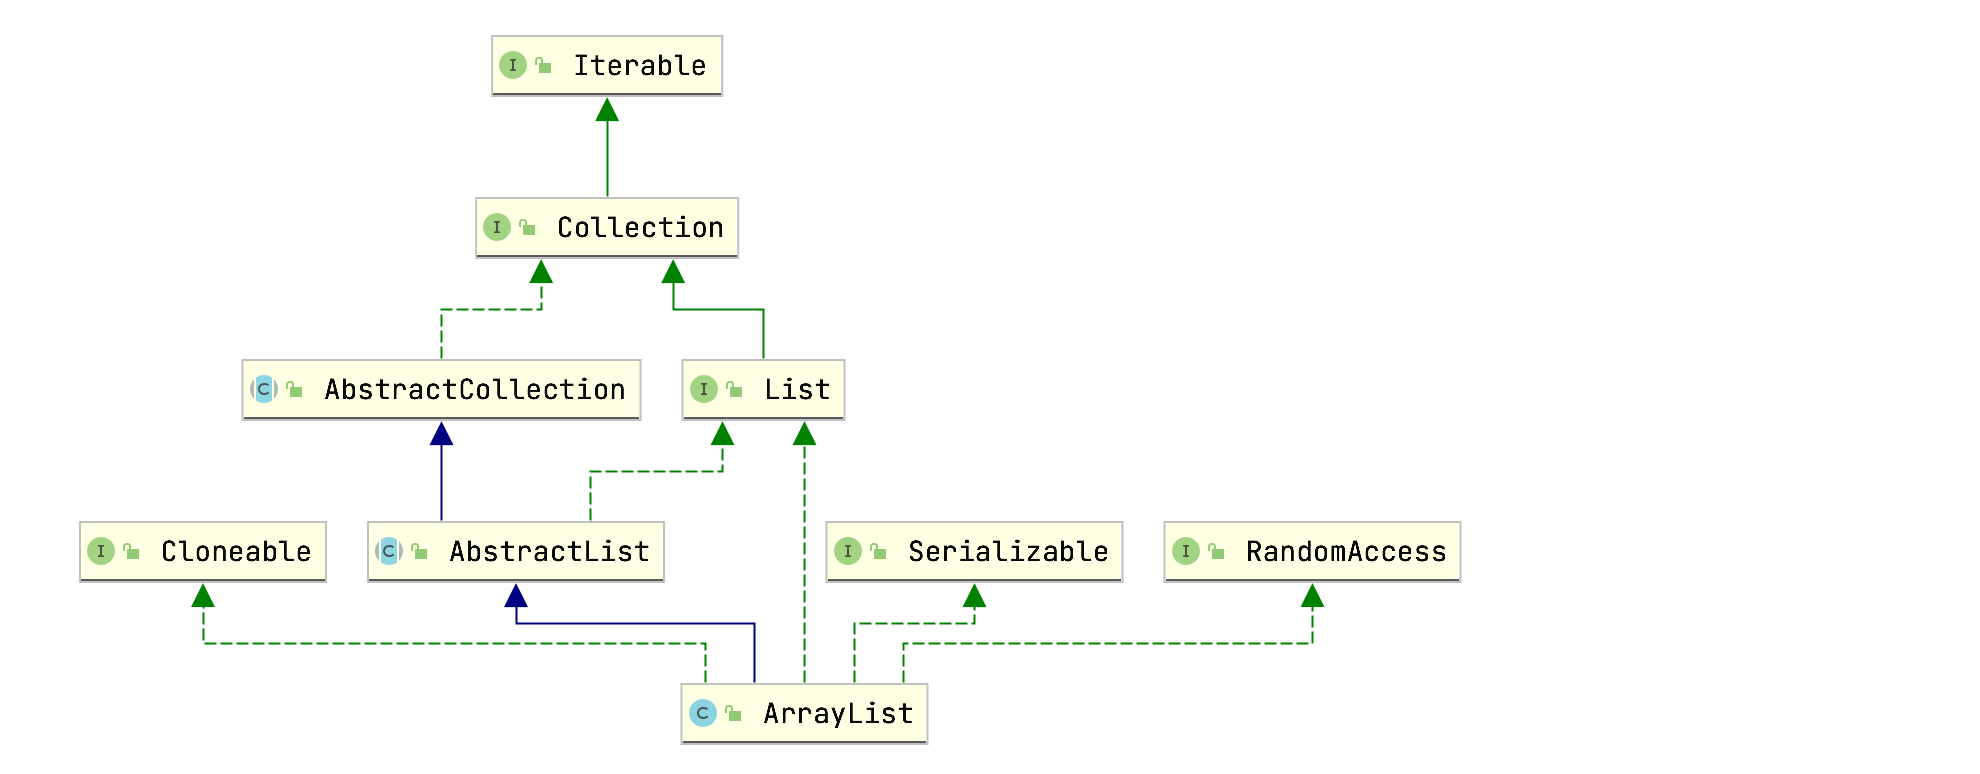 I Iterable
I Collection
C AbstractCollection
I List
I Cloneable
C AbstractList
I Serializable
I RandomAccess
C ArrayList